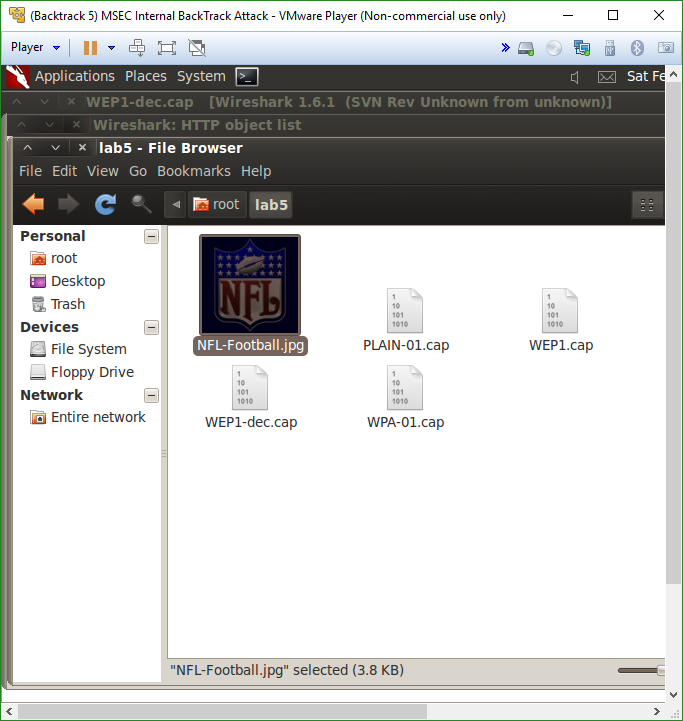 (Backtrack 5) MSEC Internal BackTrack Attack - VMware Player (Non-commercial use only)
Player
Applications Places System Sat Fe
WEP1-dec.cap [Wireshark 1.6.1 (SVN Rev Unknown from unknown)]
Wireshark: HTTP object list
lab5 - File Browser
File Edit View Go Bookmarks Help
root lab5
Personal
root
Desktop
Trash
Devices
File System
Floppy Drive
Network
Entire network
NFL
NFL-Football.jpg PLAIN-01.cap WEP1.cap
WEP1-dec.cap WPA-01.cap
"NFL-Football.jpg" selected (3.8 KB)